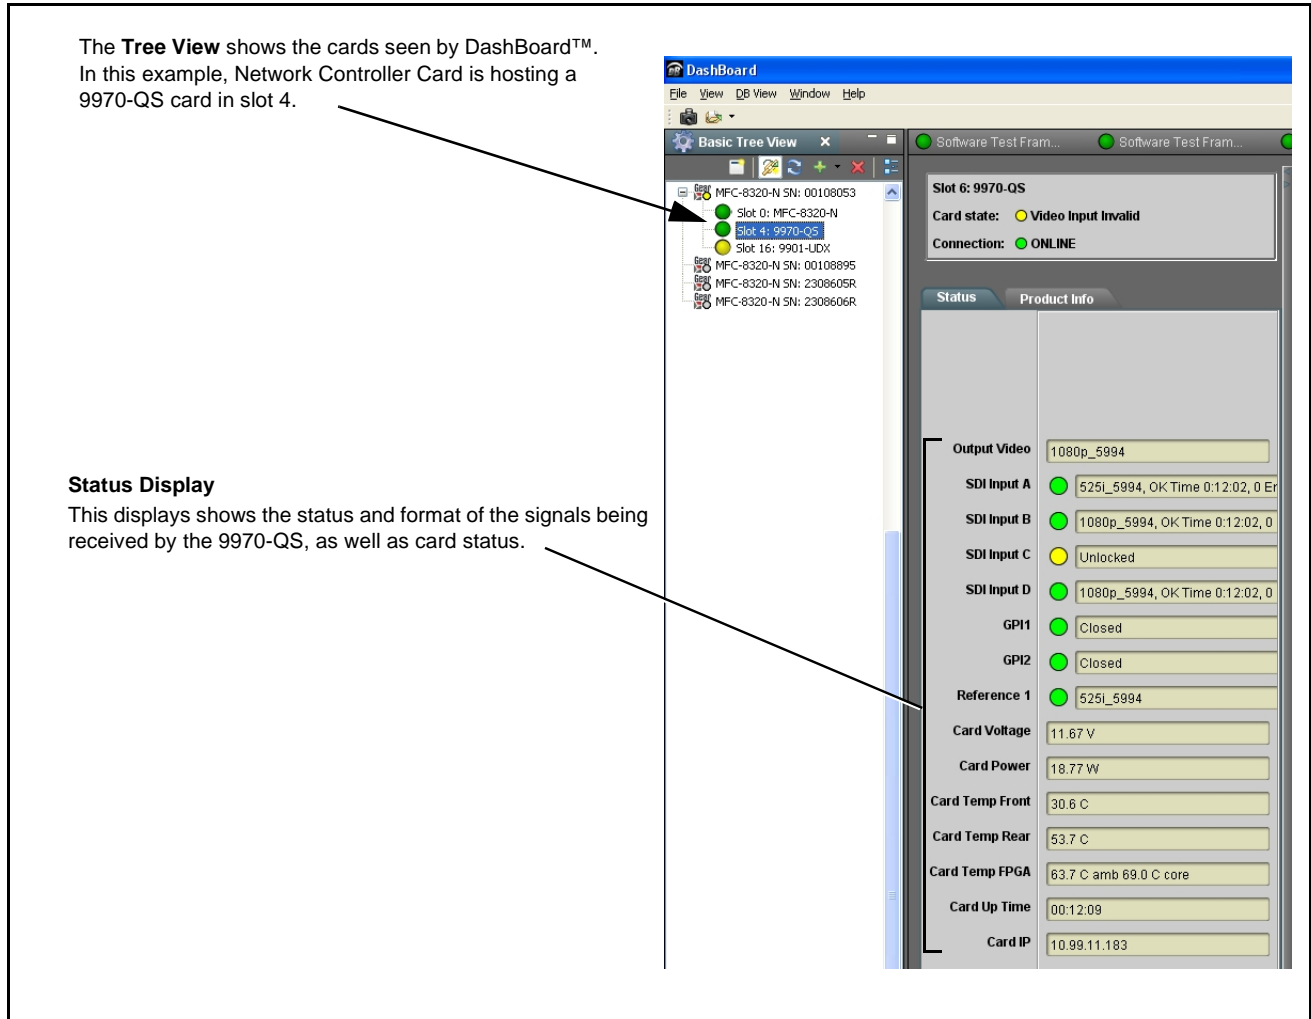 The Tree View shows the cards seen by DashBoard™.
In this example, Network Controller Card is hosting a
9970-QS card in slot 4.
DashBoard
File View DB View Window Help
Basic Tree View
MFC-8320-N SN: 00108053
Slot 0: MFC-8320-N
Slot 4: 9970-QS
Slot 16: 9901-UDX
MFC-8320-N SN: 00108895
MFC-8320-N SN: 2308605R
MFC-8320-N SN: 2308606R
Software Test Fram... Software Test Fram...
Slot 6: 9970-QS
Card state: Video Input Invalid
Connection: ONLINE
Status Product Info
Status Display
This displays shows the status and format of the signals being
received by the 9970-QS, as well as card status.
Output Video 1080p_5994
SDI Input A 525i_5994, OK Time 0:12:02, 0 Er
SDI Input B 1080p_5994, OK Time 0:12:02, 0
SDI Input C Unlocked
SDI Input D 1080p_5994, OK Time 0:12:02, 0
GPI1 Closed
GPI2 Closed
Reference 1 525i_5994
Card Voltage 11.67 V
Card Power 18.77 W
Card Temp Front 30.6 C
Card Temp Rear 53.7 C
Card Temp FPGA 63.7 C amb 69.0 C core
Card Up Time 00:12:09
Card IP 10.99.11.183